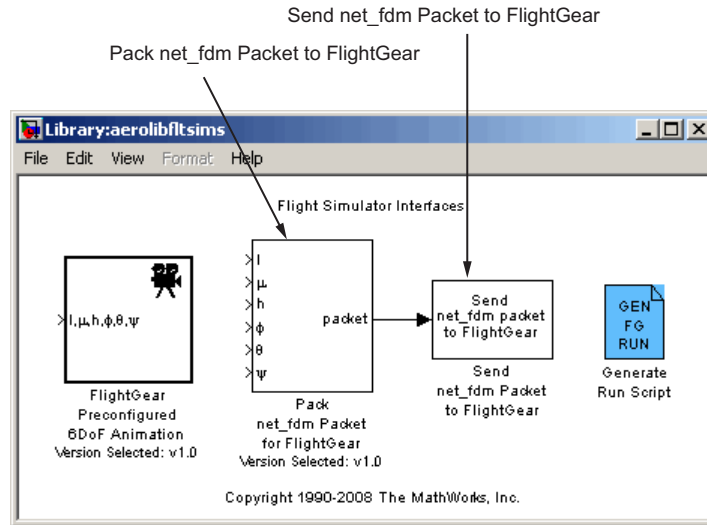 Send net_fdm Packet to FlightGear
Pack net_fdm Packet to FlightGear
Library:aerolibfltsims
File Edit View Format Help
Flight Simulator Interfaces
l,μ,h,ϕ,θ,ψ
FlightGear
Preconfigured
6DoF Animation
Version Selected: v1.0
l
μ
h
ϕ
θ
ψ
packet
Pack
net_fdm Packet
for FlightGear
Version Selected: v1.0
Send
net_fdm packet
to FlightGear
Send
net_fdm Packet
to FlightGear
GEN
FG
RUN
Generate
Run Script
Copyright 1990-2008 The MathWorks, Inc.